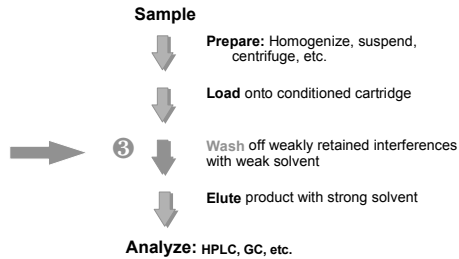 Sample
Prepare: Homogenize, suspend,
centrifuge, etc.
Load onto conditioned cartridge
❸ Wash off weakly retained interferences
with weak solvent
Elute product with strong solvent
Analyze: HPLC, GC, etc.